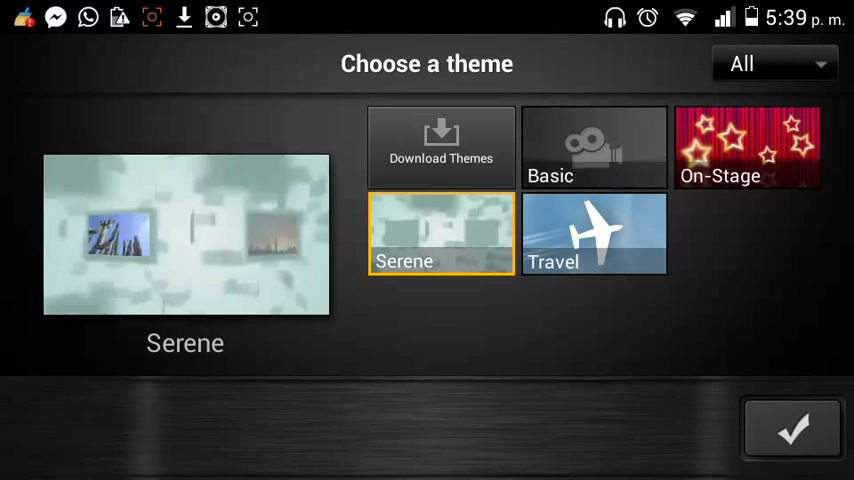 5:39 p. m.
Choose a theme
All
Download Themes
Basic
On-Stage
Serene
Travel
Serene